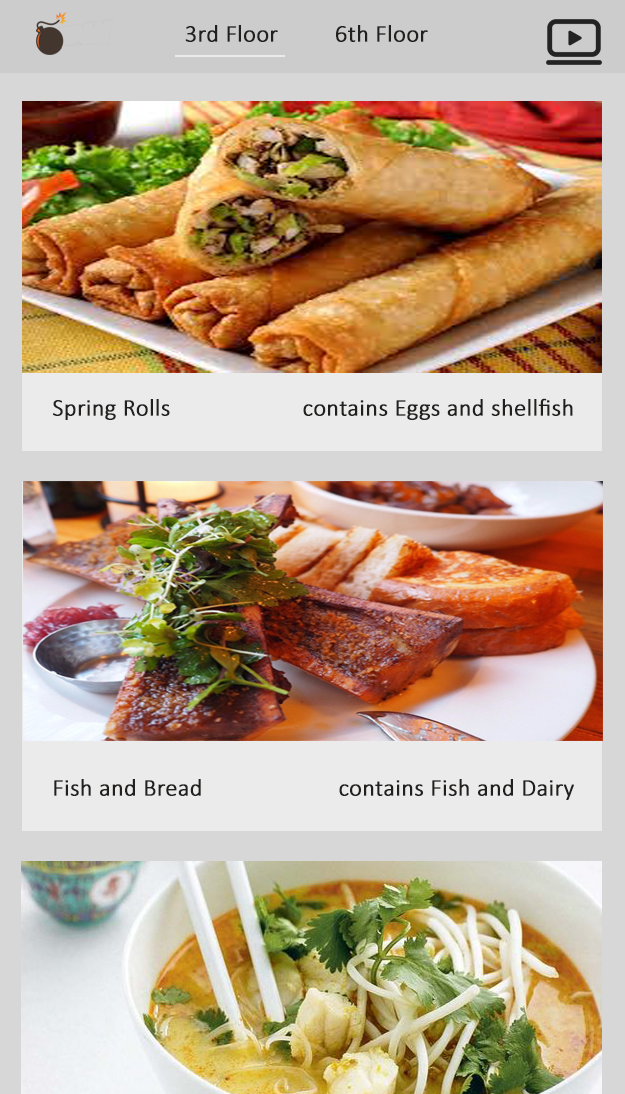 3rd Floor 6th Floor
Spring Rolls contains Eggs and shellfish
Fish and Bread contains Fish and Dairy